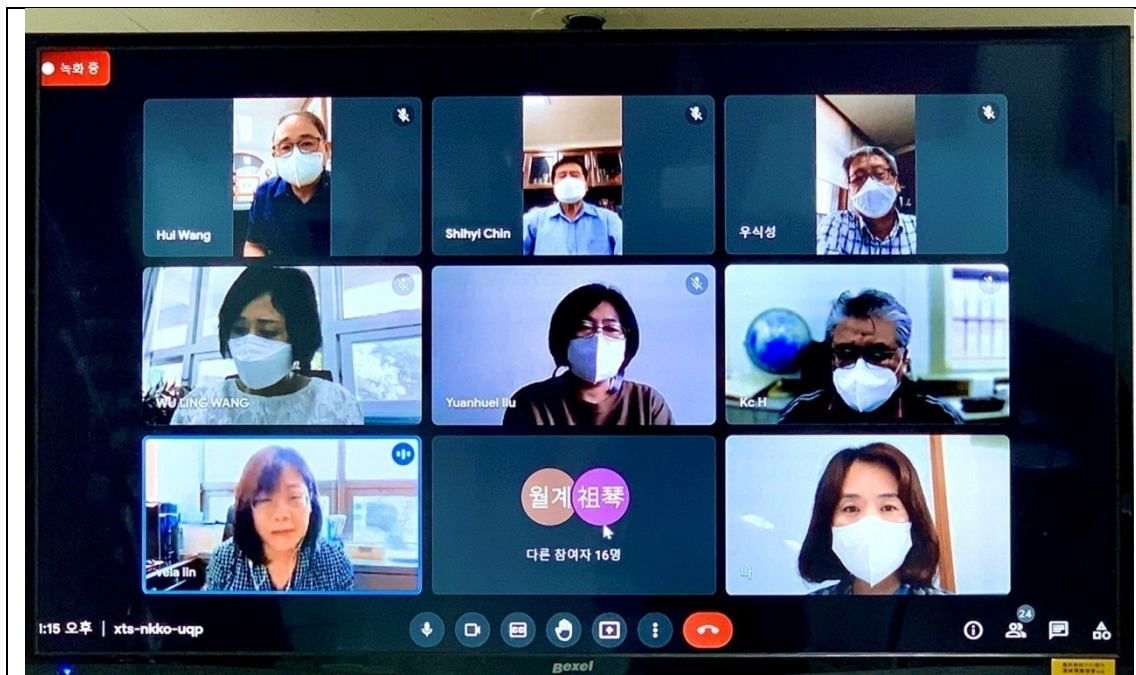 녹화 중
Hui Wang
Shihyi Chin
우식성
WU LING WANG
Yuanhuei liu
Kc H
vela lin
월계 祖琴
다른 참여자 16명
나
1:15 오후 | xts-nkko-uqp
24
Bexel